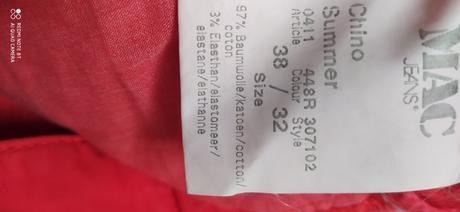 REDMI NOTE 8T
AI QUAD CAMERA
MAC
JEANS®
Chino
Summer
0411 448R 307102
Article Colour Style
38 / 32
Size
97% Baumwolle/katoen/cotton/
coton
3% Elasthan/elastomeer/
elastane/elathanne